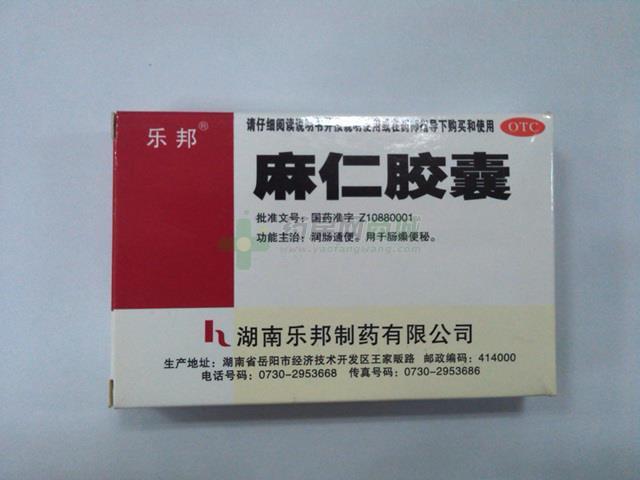 乐邦®
请仔细阅读说明书并按说明使用或在药师指导下购买和使用
OTC
麻仁胶囊
批准文号：国药准字 Z10880001
功能主治：润肠通便。用于肠燥便秘。
www.yaofangwang.com
湖南乐邦制药有限公司
生产地址：湖南省岳阳市经济技术开发区王家畈路 邮政编码：414000
电话号码：0730-2953668 传真号码：0730-2953686